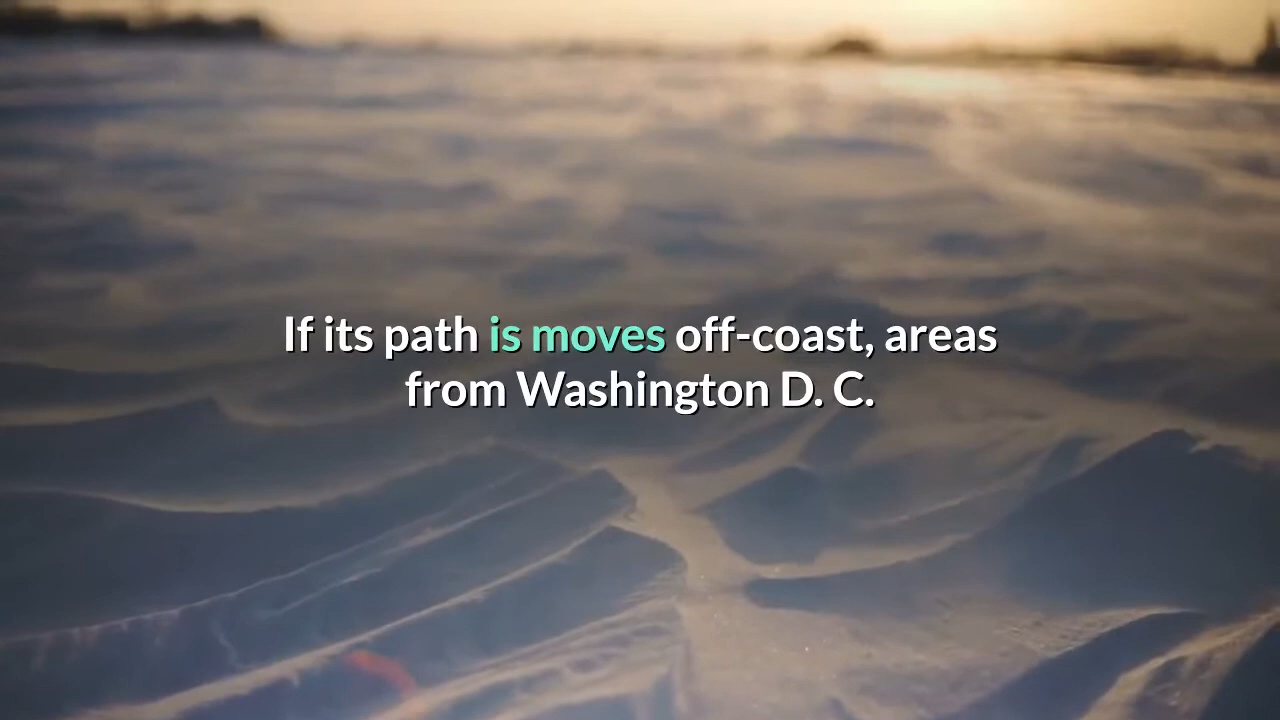 If its path is moves off-coast, areas
from Washington D. C.